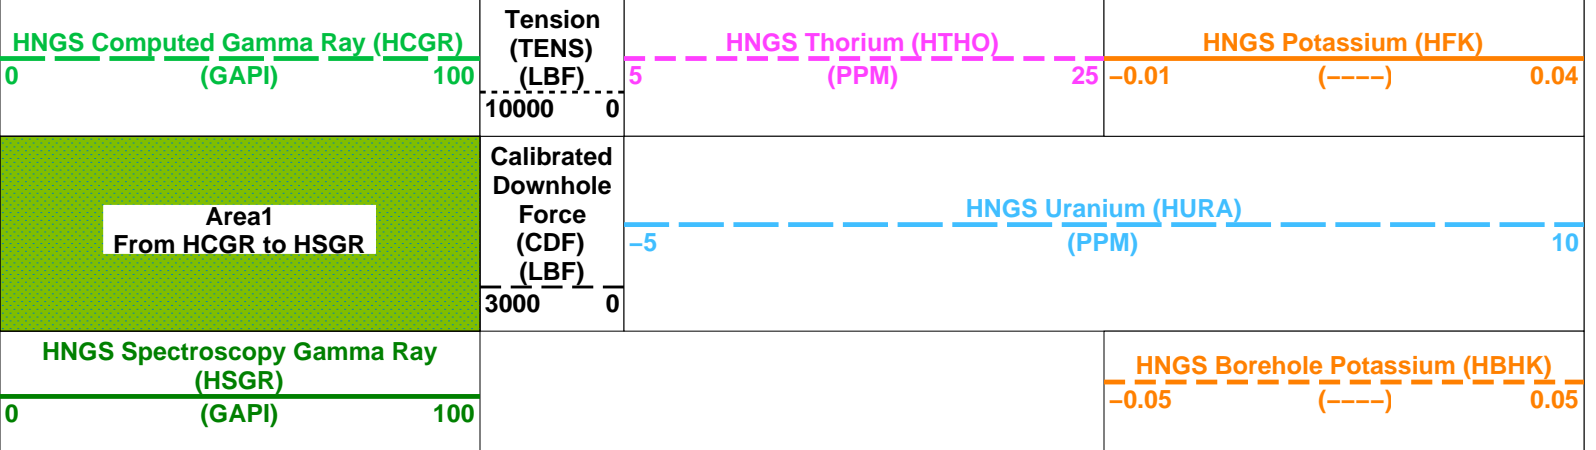 HNGS Computed Gamma Ray (HCGR)
0 (GAPI) 100
Tension
(TENS)
(LBF)
10000 0
HNGS Thorium (HTHO)
5 (PPM) 25
HNGS Potassium (HFK)
−0.01 (−−−−) 0.04
Area1
From HCGR to HSGR
Calibrated
Downhole
Force
(CDF)
(LBF)
3000 0
HNGS Uranium (HURA)
−5 (PPM) 10
HNGS Spectroscopy Gamma Ray
(HSGR)
0 (GAPI) 100
HNGS Borehole Potassium (HBHK)
−0.05 (−−−−) 0.05